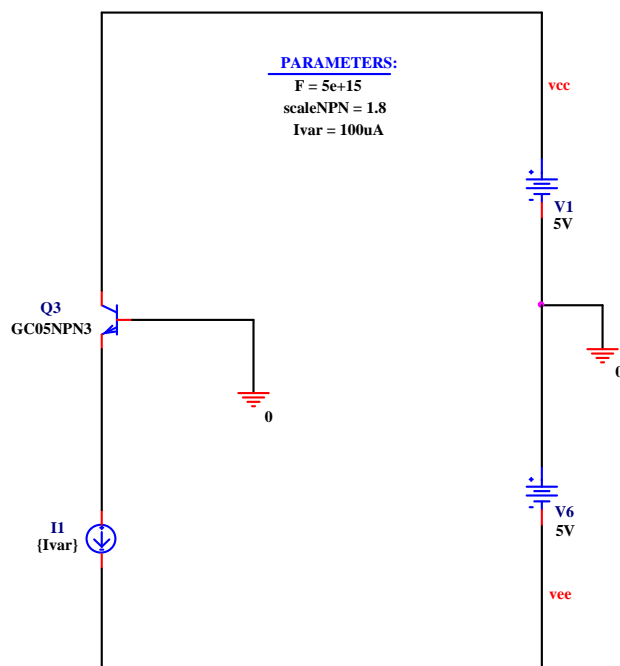 PARAMETERS:
F = 5e+15
scaleNPN = 1.8
Ivar = 100uA
vcc
+
-
V1
5V
Q3
GC05NPN3
0
0
+
-
V6
5V
I1
{Ivar}
vee